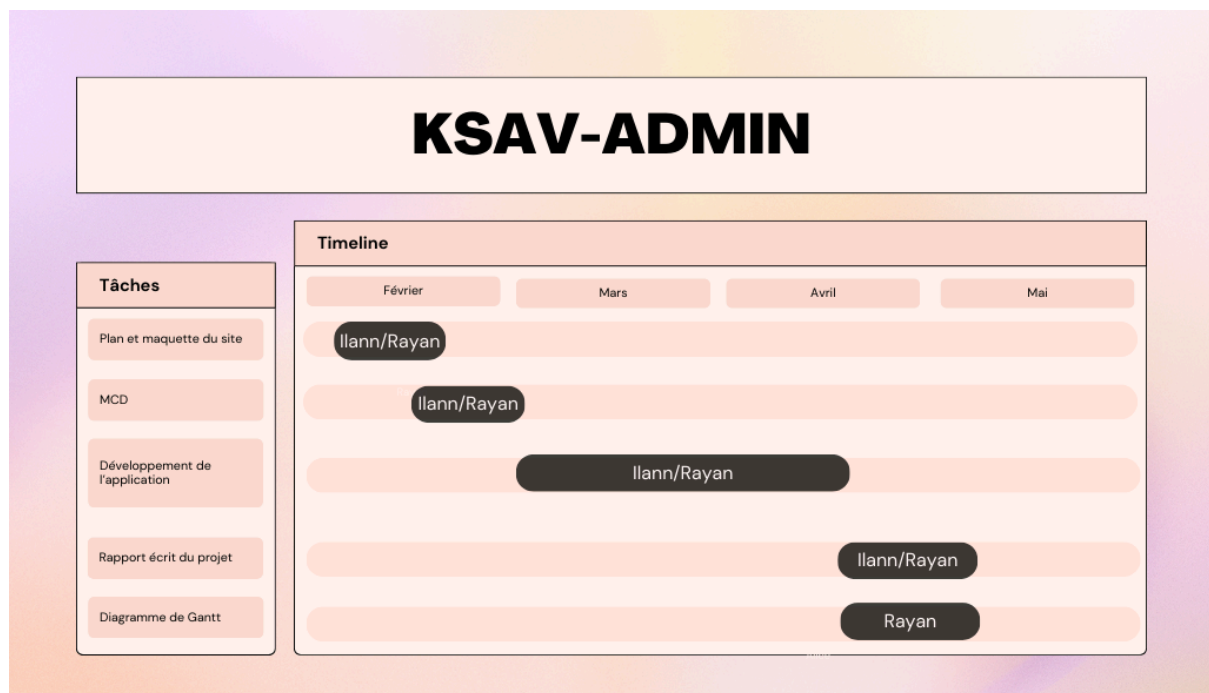 KSAV-ADMIN
Timeline
Tâches
Février
Mars
Avril
Mai
Plan et maquette du site
Ilann/Rayan
MCD
Ilann/Rayan
Développement de
l'application
Ilann/Rayan
Rapport écrit du projet
Ilann/Rayan
Diagramme de Gantt
Rayan